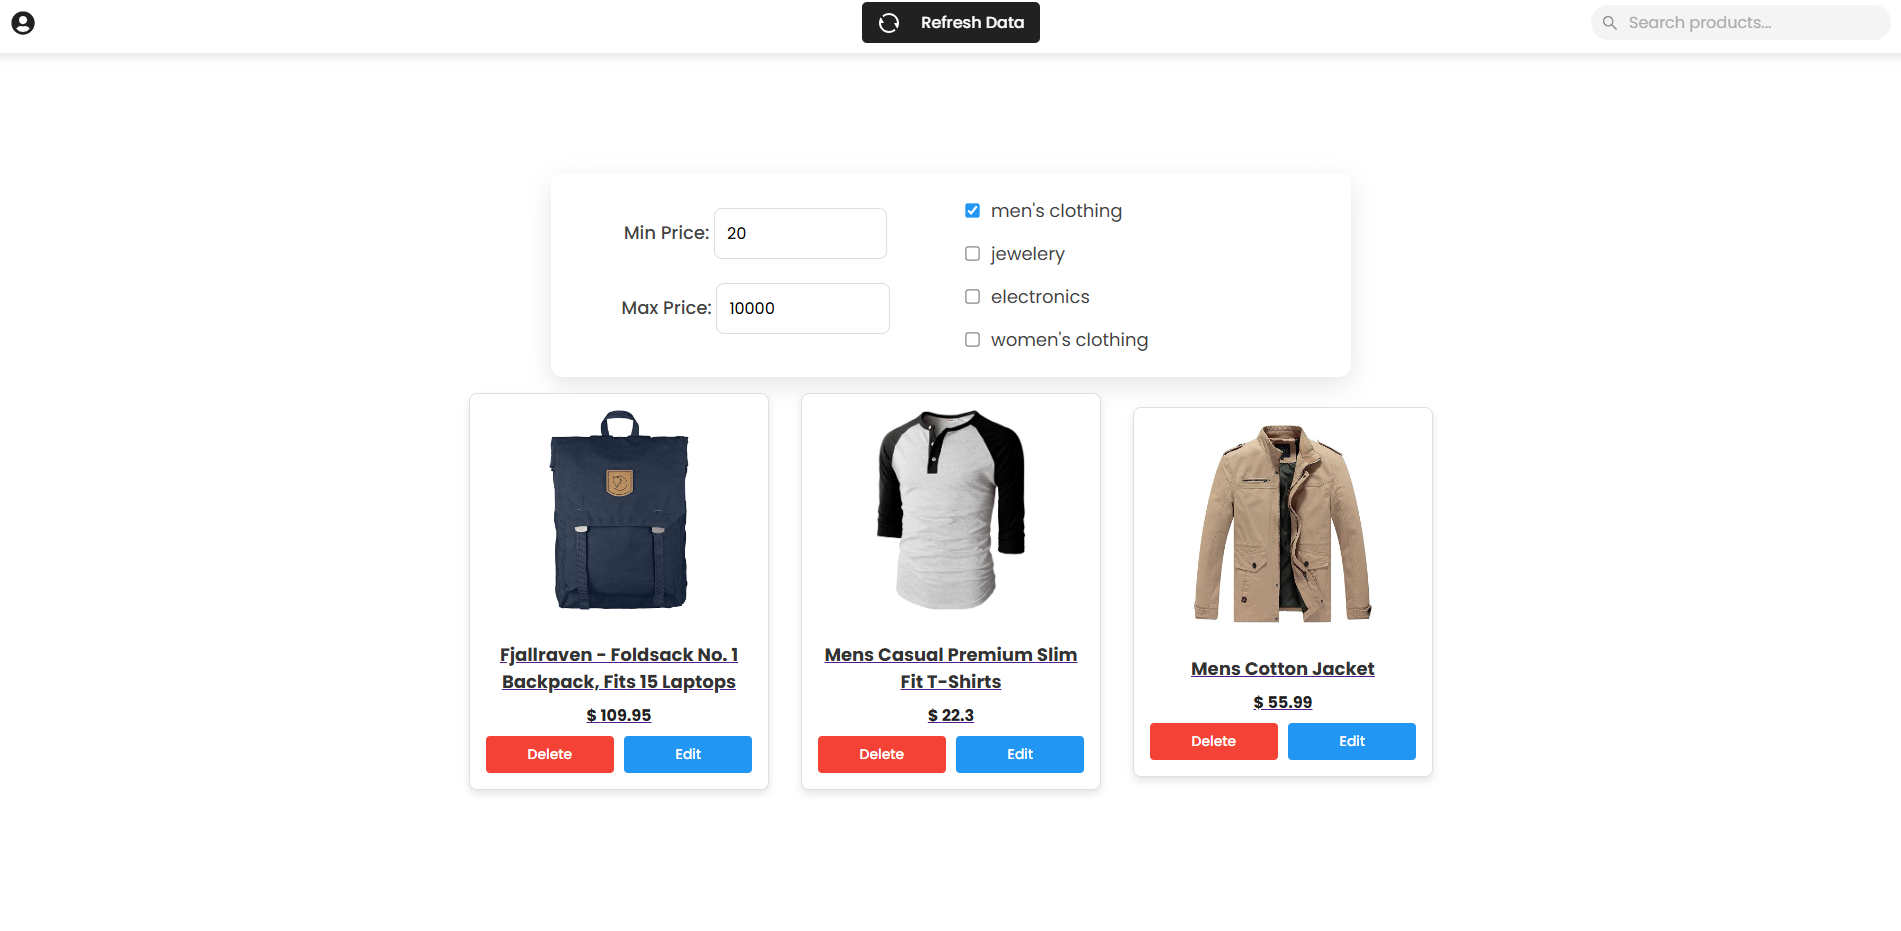 Refresh Data
Search products...
Min Price: 20
Max Price: 10000
men's clothing
jewelery
electronics
women's clothing
Fjallraven - Foldsack No. 1
Backpack, Fits 15 Laptops
$ 109.95
Delete Edit
Mens Casual Premium Slim
Fit T-Shirts
$ 22.3
Delete Edit
Mens Cotton Jacket
$ 55.99
Delete Edit